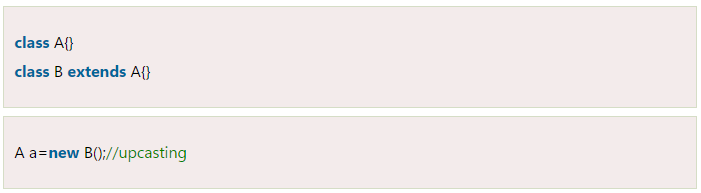 class A{}
class B extends A{}
A a=new B();//upcasting